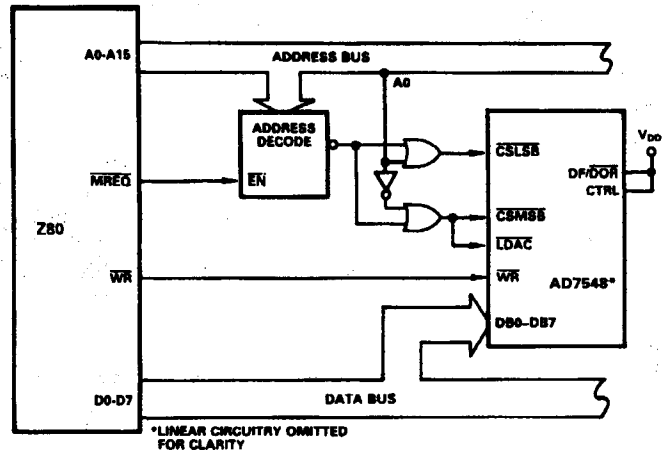 A0-A15
ADDRESS BUS
A0
ADDRESS
DECODE
EN
MREQ
Z80
WR
CSLSB
CSMSB
LDAC
WR
DB0–DB7
AD7548*
VDD
DF/DOR
CTRL
D0-D7
DATA BUS
*LINEAR CIRCUITRY OMITTED
FOR CLARITY